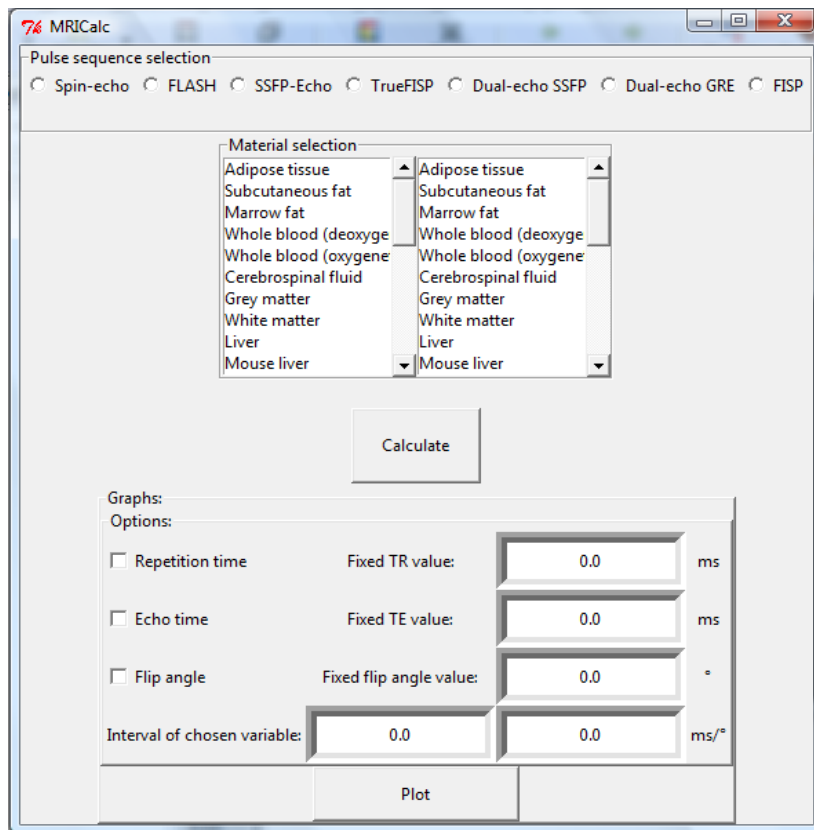 MRICalc
Pulse sequence selection
Spin-echo FLASH SSFP-Echo TrueFISP Dual-echo SSFP Dual-echo GRE FISP
Material selection
Adipose tissue Adipose tissue
Subcutaneous fat Subcutaneous fat
Marrow fat Marrow fat
Whole blood (deoxyge Whole blood (deoxyge
Whole blood (oxygene Whole blood (oxygene
Cerebrospinal fluid Cerebrospinal fluid
Grey matter Grey matter
White matter White matter
Liver Liver
Mouse liver Mouse liver
Calculate
Graphs:
Options:
Repetition time Fixed TR value: 0.0 ms
Echo time Fixed TE value: 0.0 ms
Flip angle Fixed flip angle value: 0.0 °
Interval of chosen variable: 0.0 0.0 ms/°
Plot